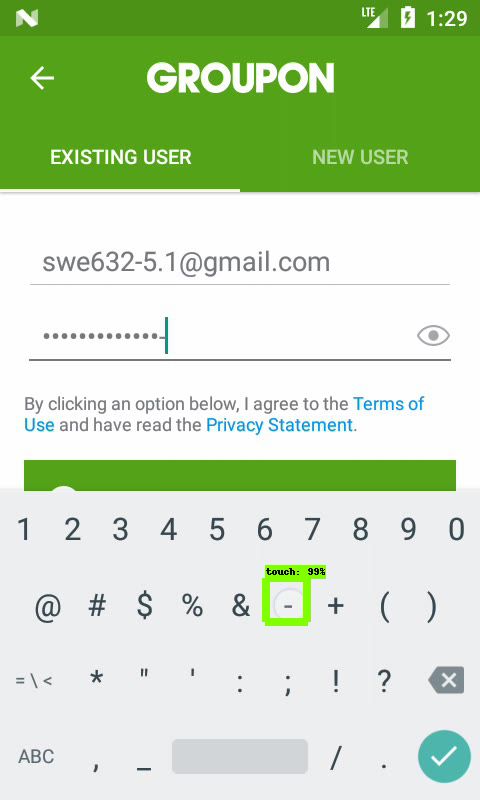 LTE 1:29
GROUPON
EXISTING USER NEW USER
swe632-5.1@gmail.com
•••••••••••••-
By clicking an option below, I agree to the Terms of
Use and have read the Privacy Statement.
1 2 3 4 5 6 7 8 9 0
touch: 99%
@ # $ % & - + ( )
= \ < * " ' : ; ! ?
ABC , _ / .